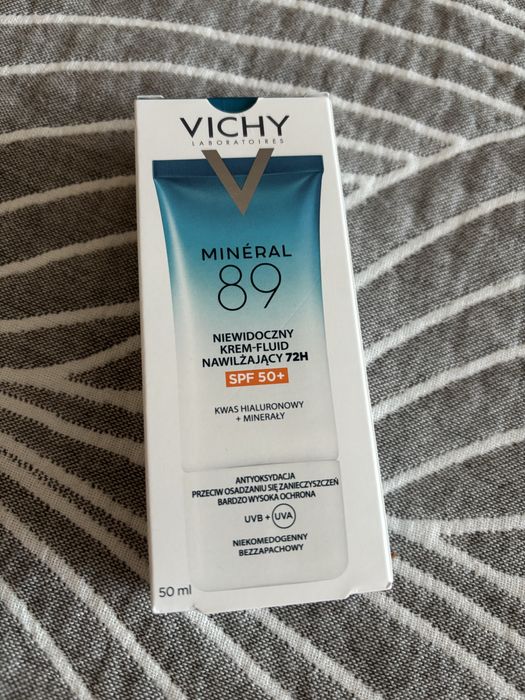 VICHY
LABORATOIRES
MINÉRAL
89
NIEWIDOCZNY
KREM-FLUID
NAWILŻAJĄCY 72H
SPF 50+
KWAS HIALURONOWY
+ MINERAŁY
ANTYOKSYDACJA
PRZECIW OSADZANIU SIĘ ZANIECZYSZCZEŃ
BARDZO WYSOKA OCHRONA
UVB + UVA
NIEKOMEDOGENNY
BEZZAPACHOWY
50 ml